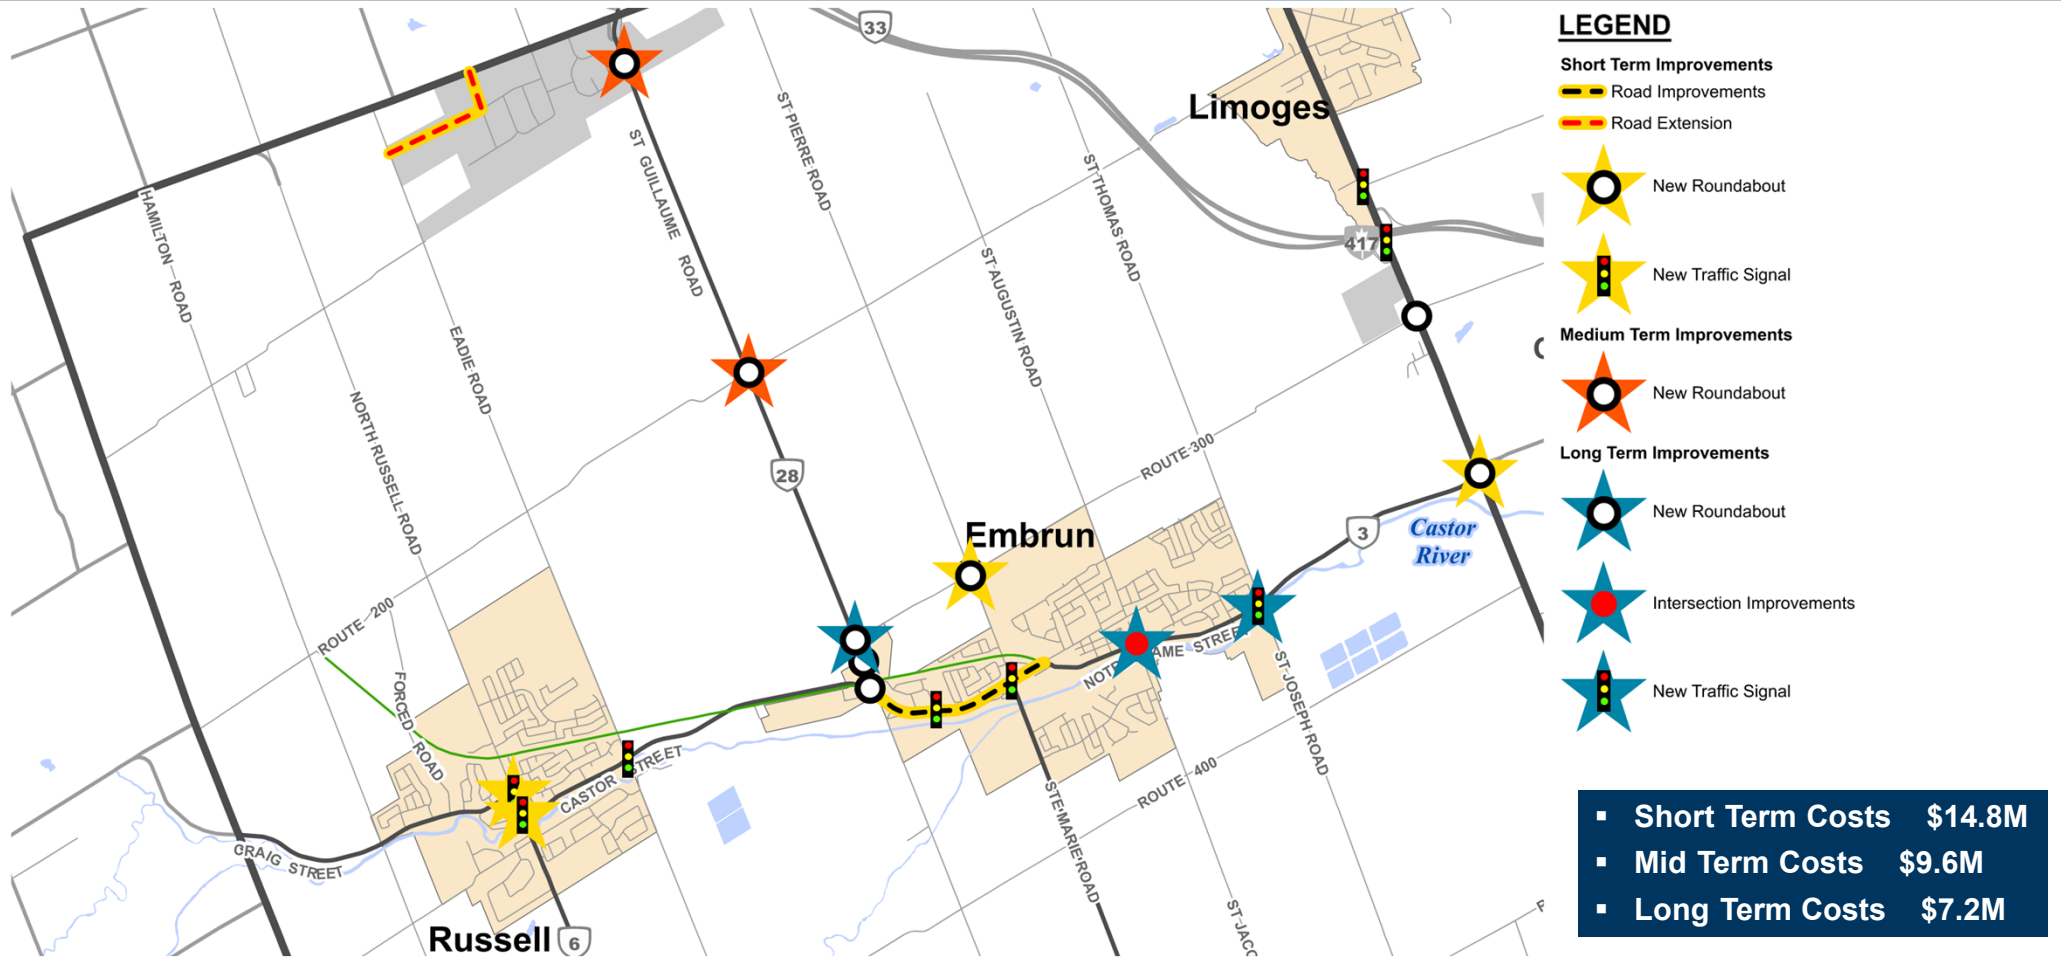 33
Limoges
417
HAMILTON ROAD
NORTH RUSSELL ROAD
EADIE ROAD
ST GUILLAUME ROAD
ST PIERRE ROAD
ST AUGUSTIN ROAD
ST THOMAS ROAD
28
ROUTE 300
Embrun
3
Castor
River
ROUTE 200
FORCED ROAD
NOTRE DAME STREET
ST JOSEPH ROAD
CASTOR STREET
ROUTE 400
STE MARIE ROAD
CRAIG STREET
Russell
6
LEGEND
Short Term Improvements
Road Improvements
Road Extension
New Roundabout
New Traffic Signal
Medium Term Improvements
New Roundabout
Long Term Improvements
New Roundabout
Intersection Improvements
New Traffic Signal
▪ Short Term Costs $14.8M
▪ Mid Term Costs $9.6M
▪ Long Term Costs $7.2M